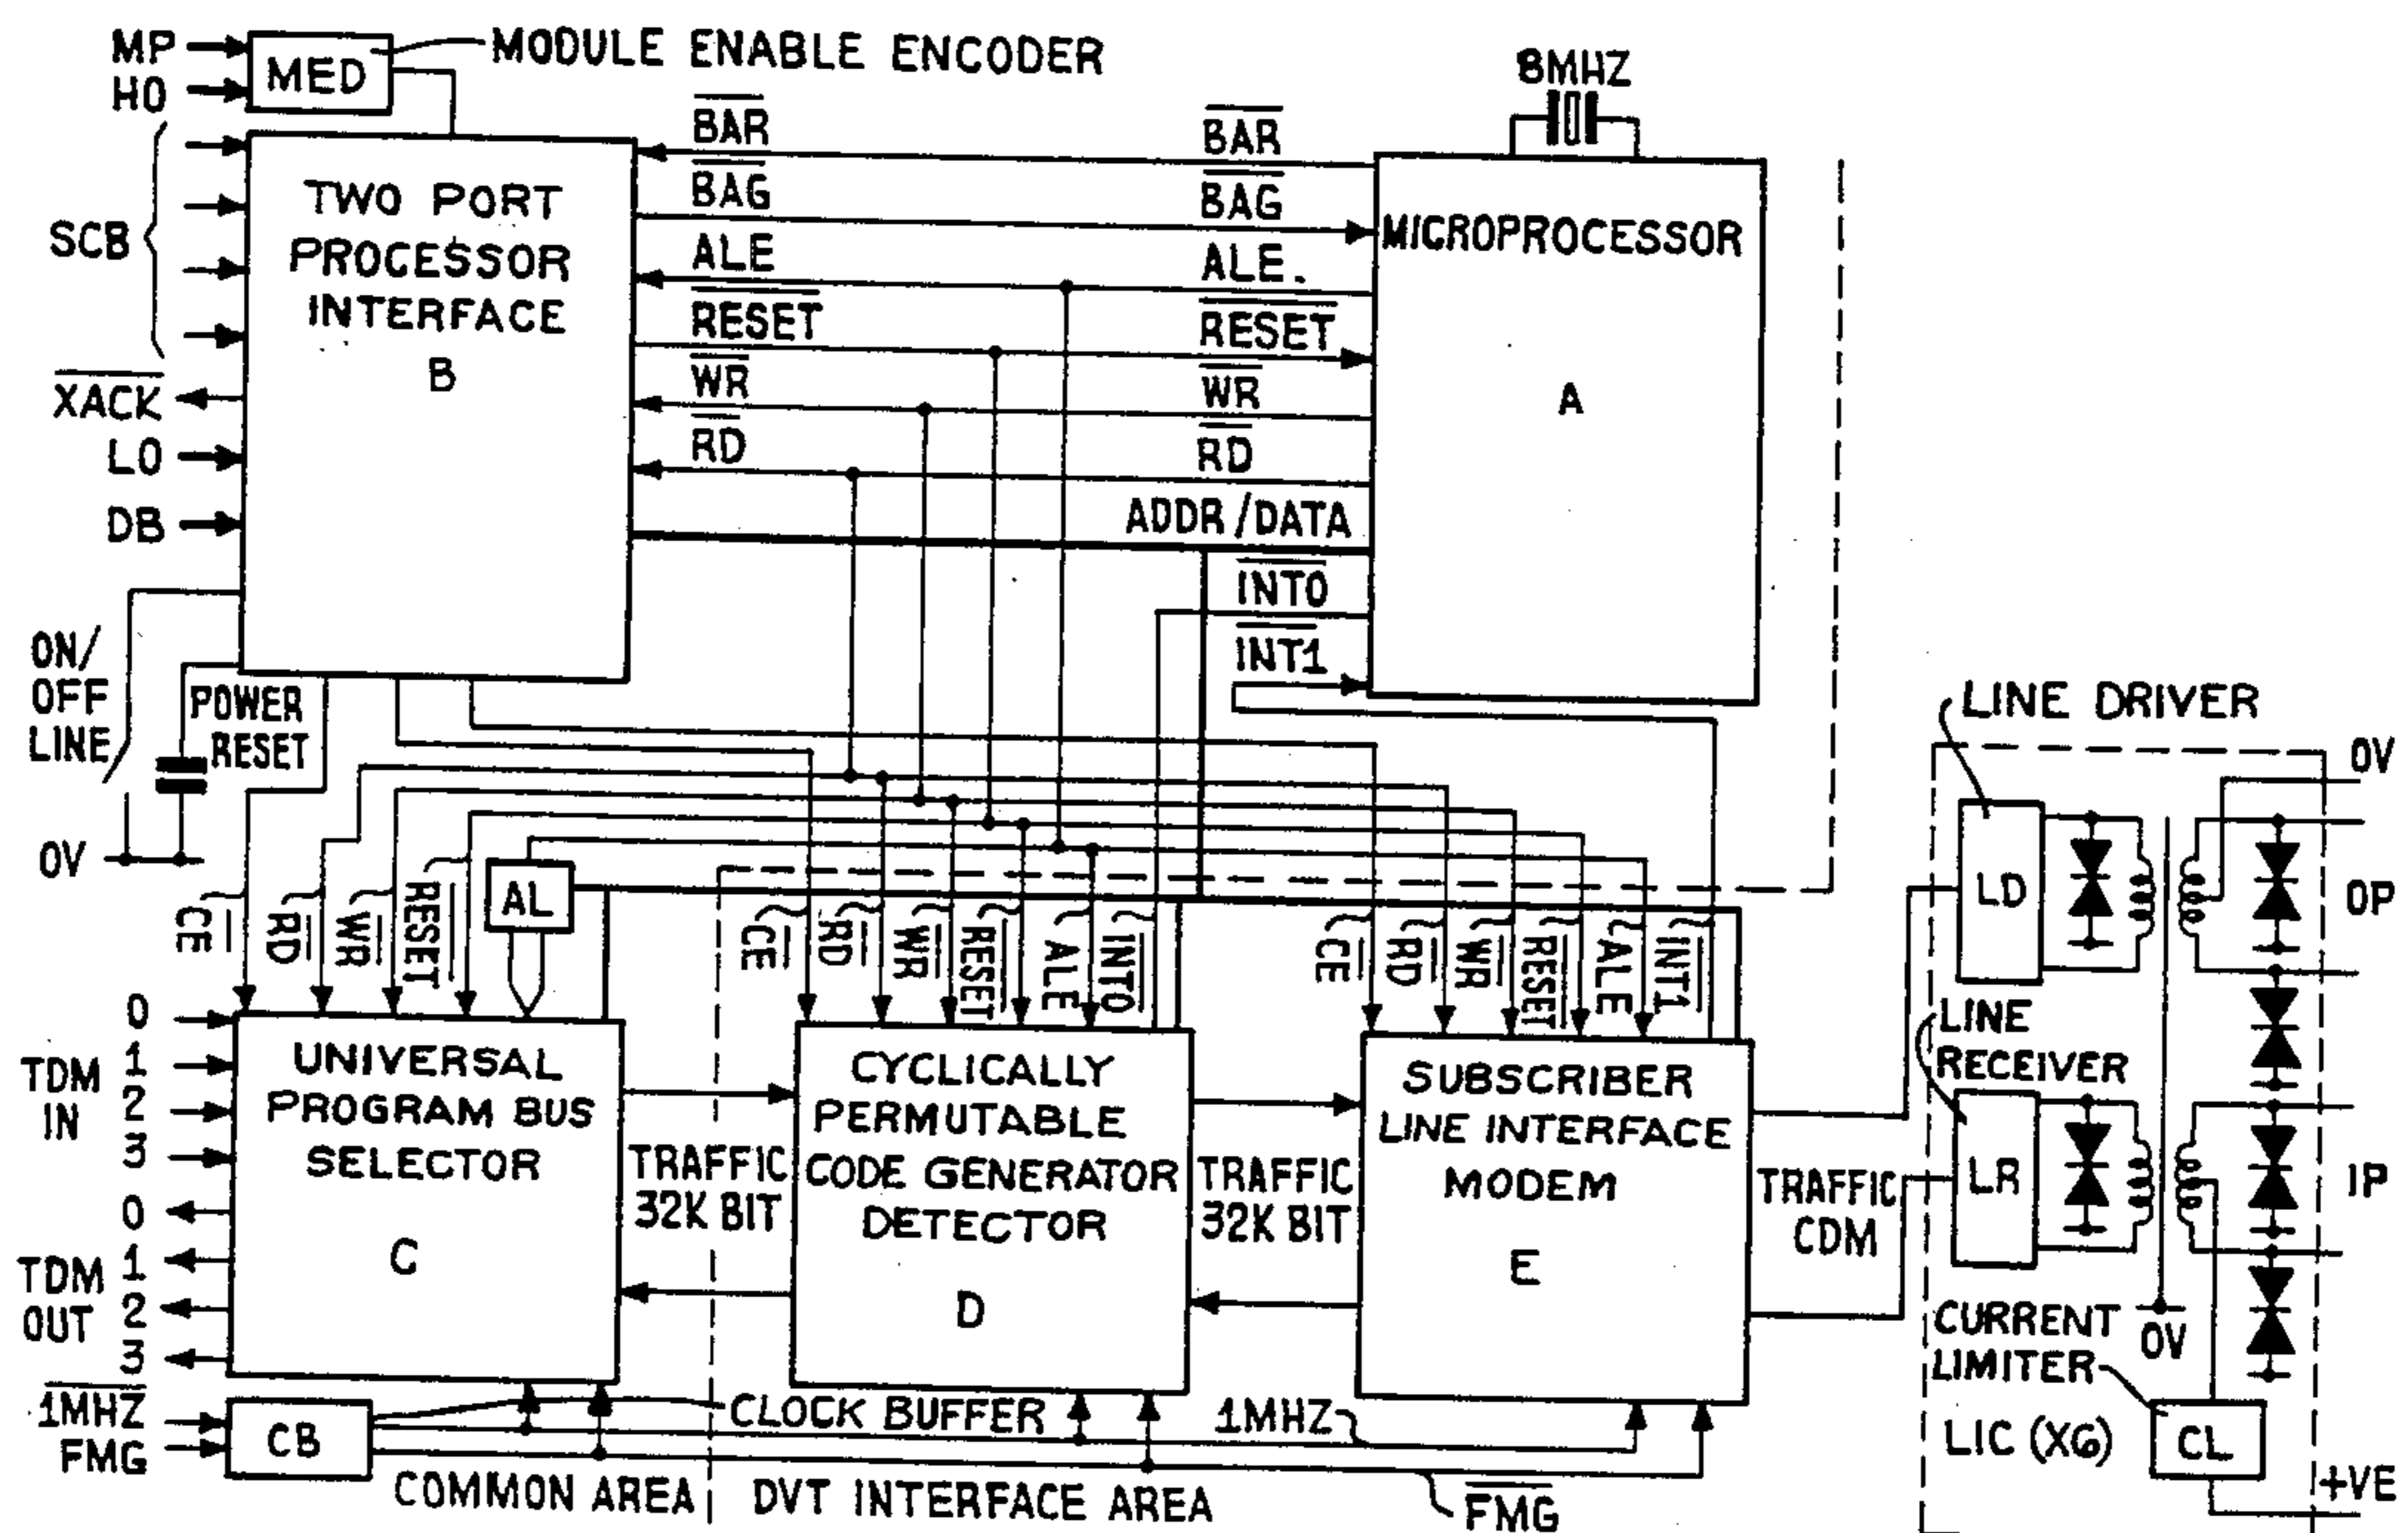 MP
HO
MED
MODULE ENABLE ENCODER
8MHZ
SCB
XACK
LO
DB
TWO PORT
PROCESSOR
INTERFACE
B
BAR
BAR
BAG
BAG
ALE
ALE.
RESET
RESET
WR
WR
RD
RD
ADDR/DATA
INT0
INT1
MICROPROCESSOR
A
ON/
OFF
LINE
POWER
RESET
0V
AL
CE
RD
WR
RESET
CE
RD
WR
RESET
ALE
INT0
CE
RD
WR
RESET
ALE
INT1
LINE DRIVER
LD
0V
OP
LINE
RECEIVER
LR
IP
TDM
IN
0
1
2
3
TDM
OUT
0
1
2
3
UNIVERSAL
PROGRAM BUS
SELECTOR
C
TRAFFIC
32K BIT
CYCLICALLY
PERMUTABLE
CODE GENERATOR
DETECTOR
D
TRAFFIC
32K BIT
SUBSCRIBER
LINE INTERFACE
MODEM
E
TRAFFIC
CDM
CURRENT
LIMITER
0V
LIC (X6)
CL
+VE
1MHZ
FMG
CB
CLOCK BUFFER
1MHZ
COMMON AREA
DVT INTERFACE AREA
FMG